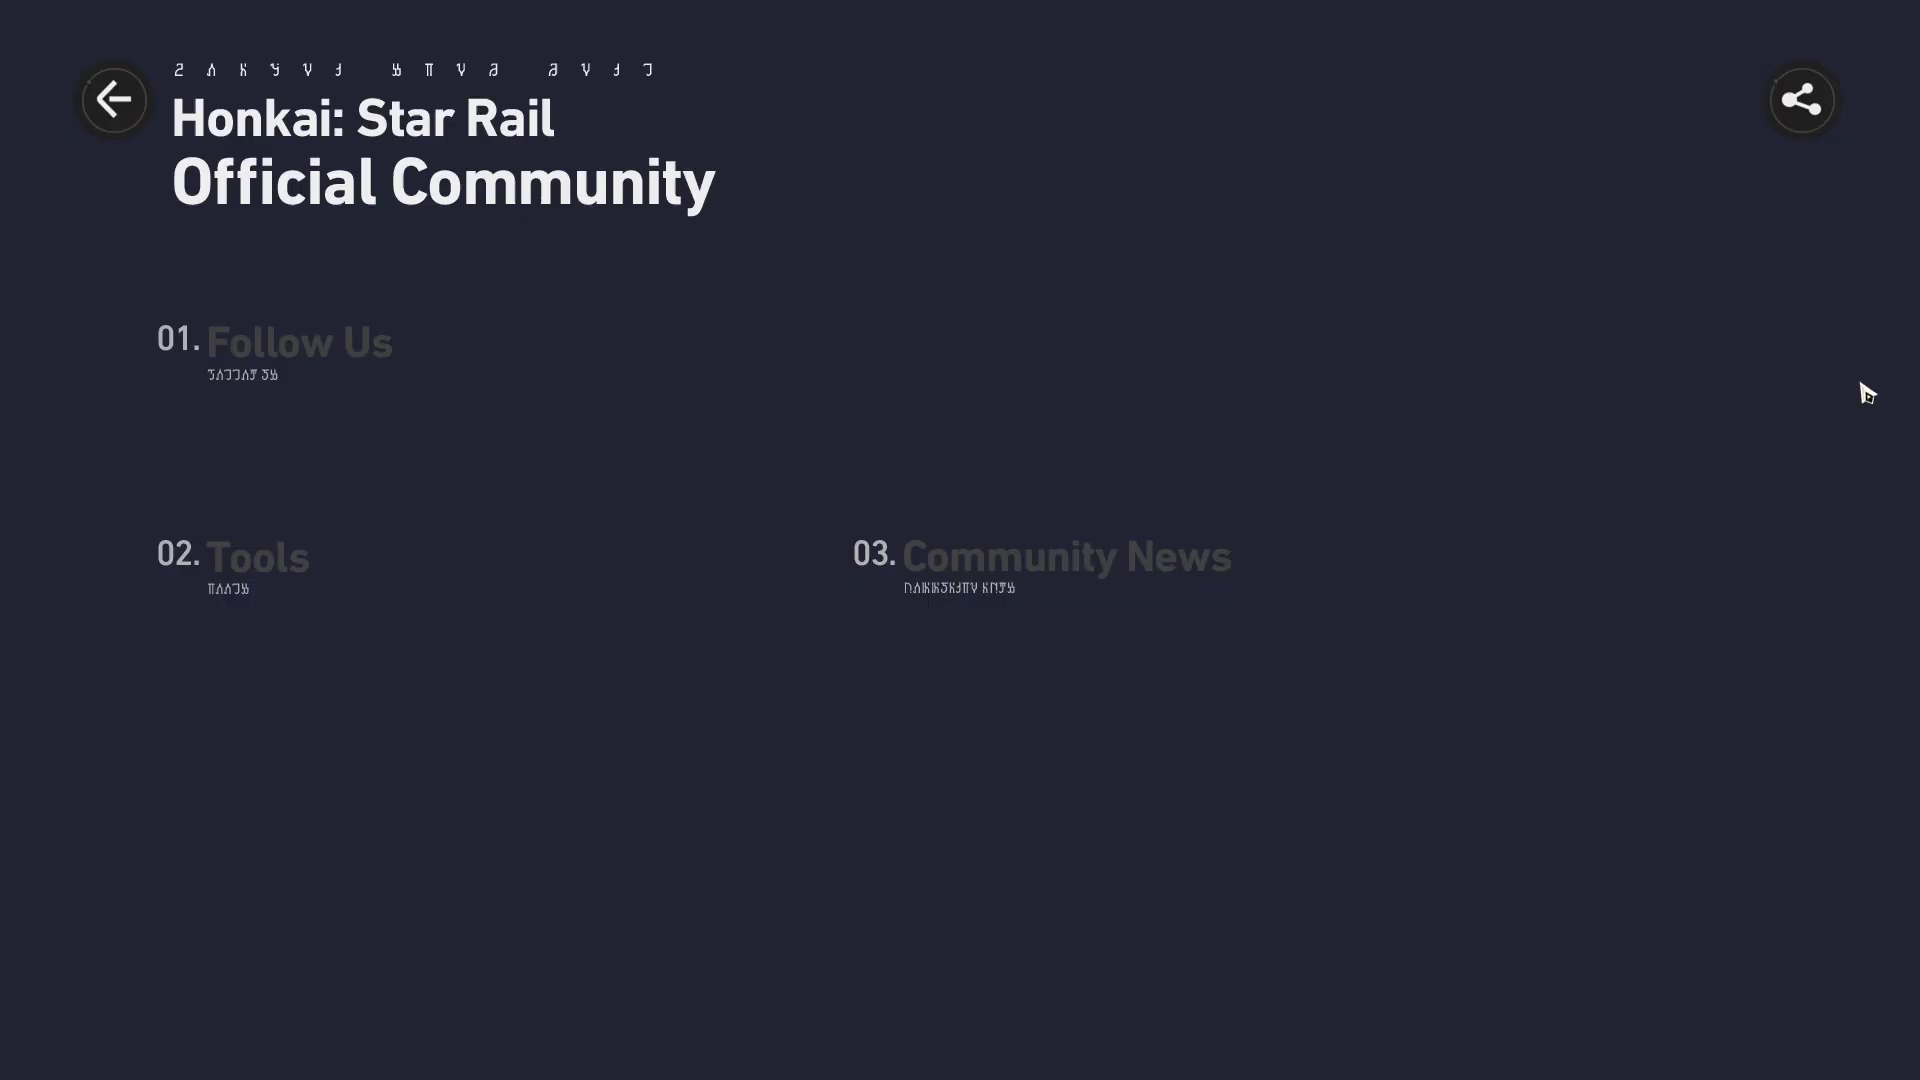 Honkai: Star Rail
Official Community
01. Follow Us
02. Tools
03. Community News